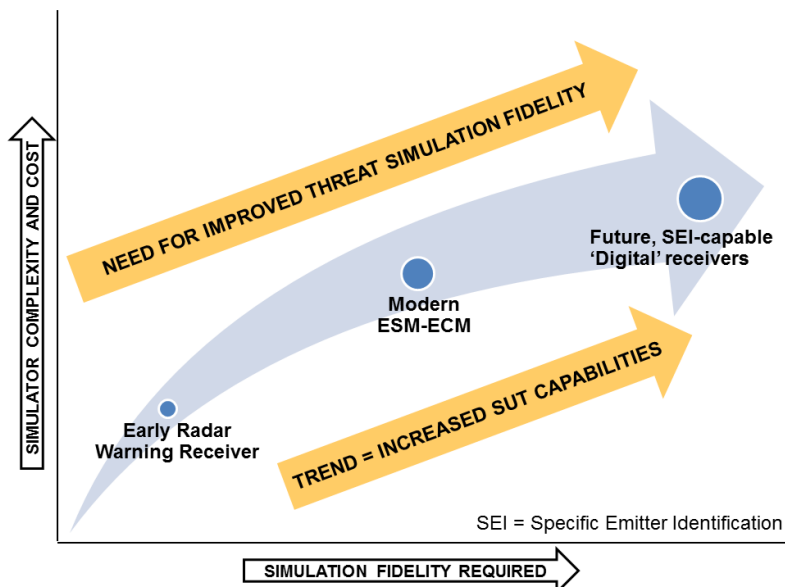 NEED FOR IMPROVED THREAT SIMULATION FIDELITY
SIMULATOR COMPLEXITY AND COST
Future, SEI-capable
‘Digital’ receivers
Modern
ESM-ECM
TREND = INCREASED SUT CAPABILITIES
Early Radar
Warning Receiver
SEI = Specific Emitter Identification
SIMULATION FIDELITY REQUIRED